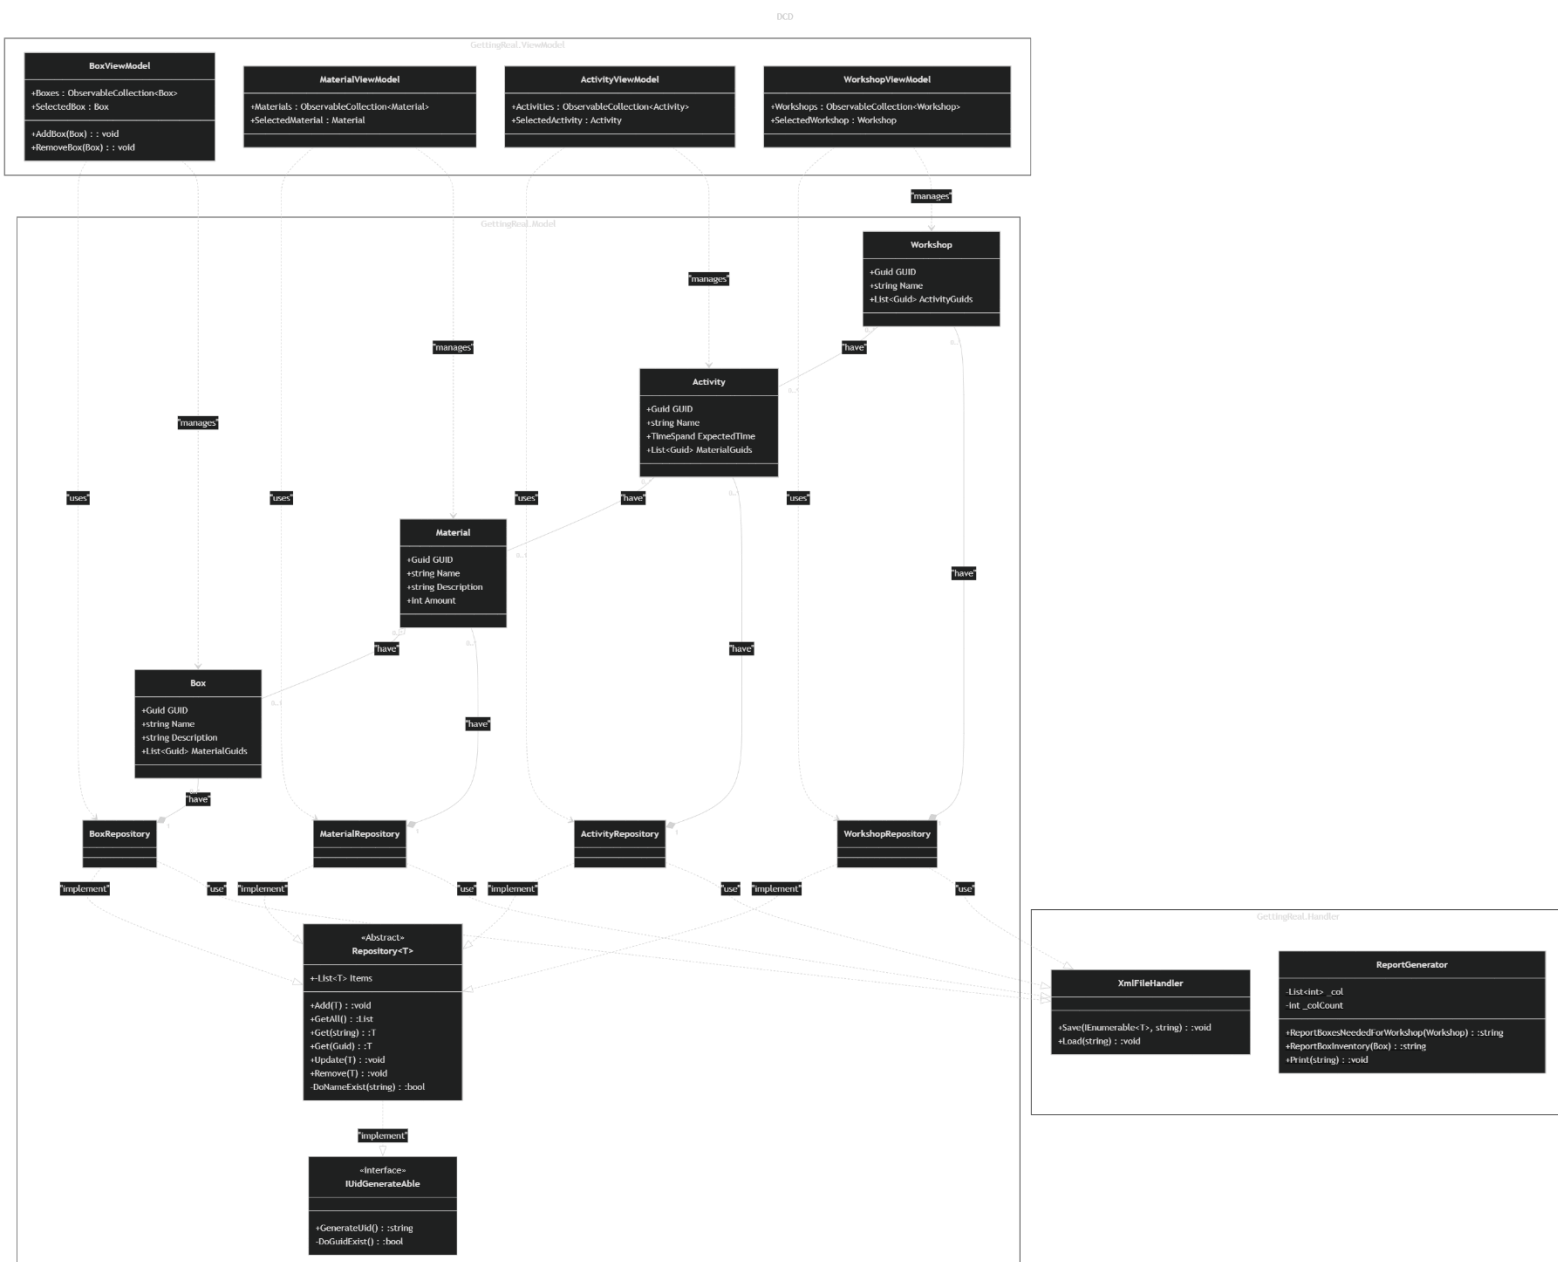 DCD
GettingReal.ViewModel
BoxViewModel
+Boxes : ObservableCollection<Box>
+SelectedBox : Box
+AddBox(Box) : : void
+RemoveBox(Box) : : void
MaterialViewModel
+Materials : ObservableCollection<Material>
+SelectedMaterial : Material
ActivityViewModel
+Activities : ObservableCollection<Activity>
+SelectedActivity : Activity
WorkshopViewModel
+Workshops : ObservableCollection<Workshop>
+SelectedWorkshop : Workshop
"manages"
GettingReal.Model
Workshop
+Guid GUID
+string Name
+List<Guid> ActivityGuids
"manages"
"have"
"manages"
Activity
+Guid GUID
+string Name
+TimeSpand ExpectedTime
+List<Guid> MaterialGuids
"manages"
"uses"
"uses"
"uses"
"have"
"uses"
Material
+Guid GUID
+string Name
+string Description
+int Amount
"have"
"have"
"have"
Box
+Guid GUID
+string Name
+string Description
+List<Guid> MaterialGuids
"have"
"have"
BoxRepository
1
MaterialRepository
1
ActivityRepository
1
WorkshopRepository
1
"implement"
"use"
"implement"
"use"
"implement"
"use"
"implement"
"use"
«Abstract»
Repository<T>
+-List<T> Items
+Add(T) : :void
+GetAll() : :List
+Get(string) : :T
+Get(Guid) : :T
+Update(T) : :void
+Remove(T) : :void
-DoNameExist(string) : :bool
GettingReal.Handler
XmlFileHandler
+Save(IEnumerable<T>, string) : :void
+Load(string) : :void
ReportGenerator
-List<int> _col
-int _colCount
+ReportBoxesNeededForWorkshop(Workshop) : :string
+ReportBoxInventory(Box) : :string
+Print(string) : :void
"implement"
«interface»
IUidGenerateAble
+GenerateUid() : :string
-DoGuidExist() : :bool